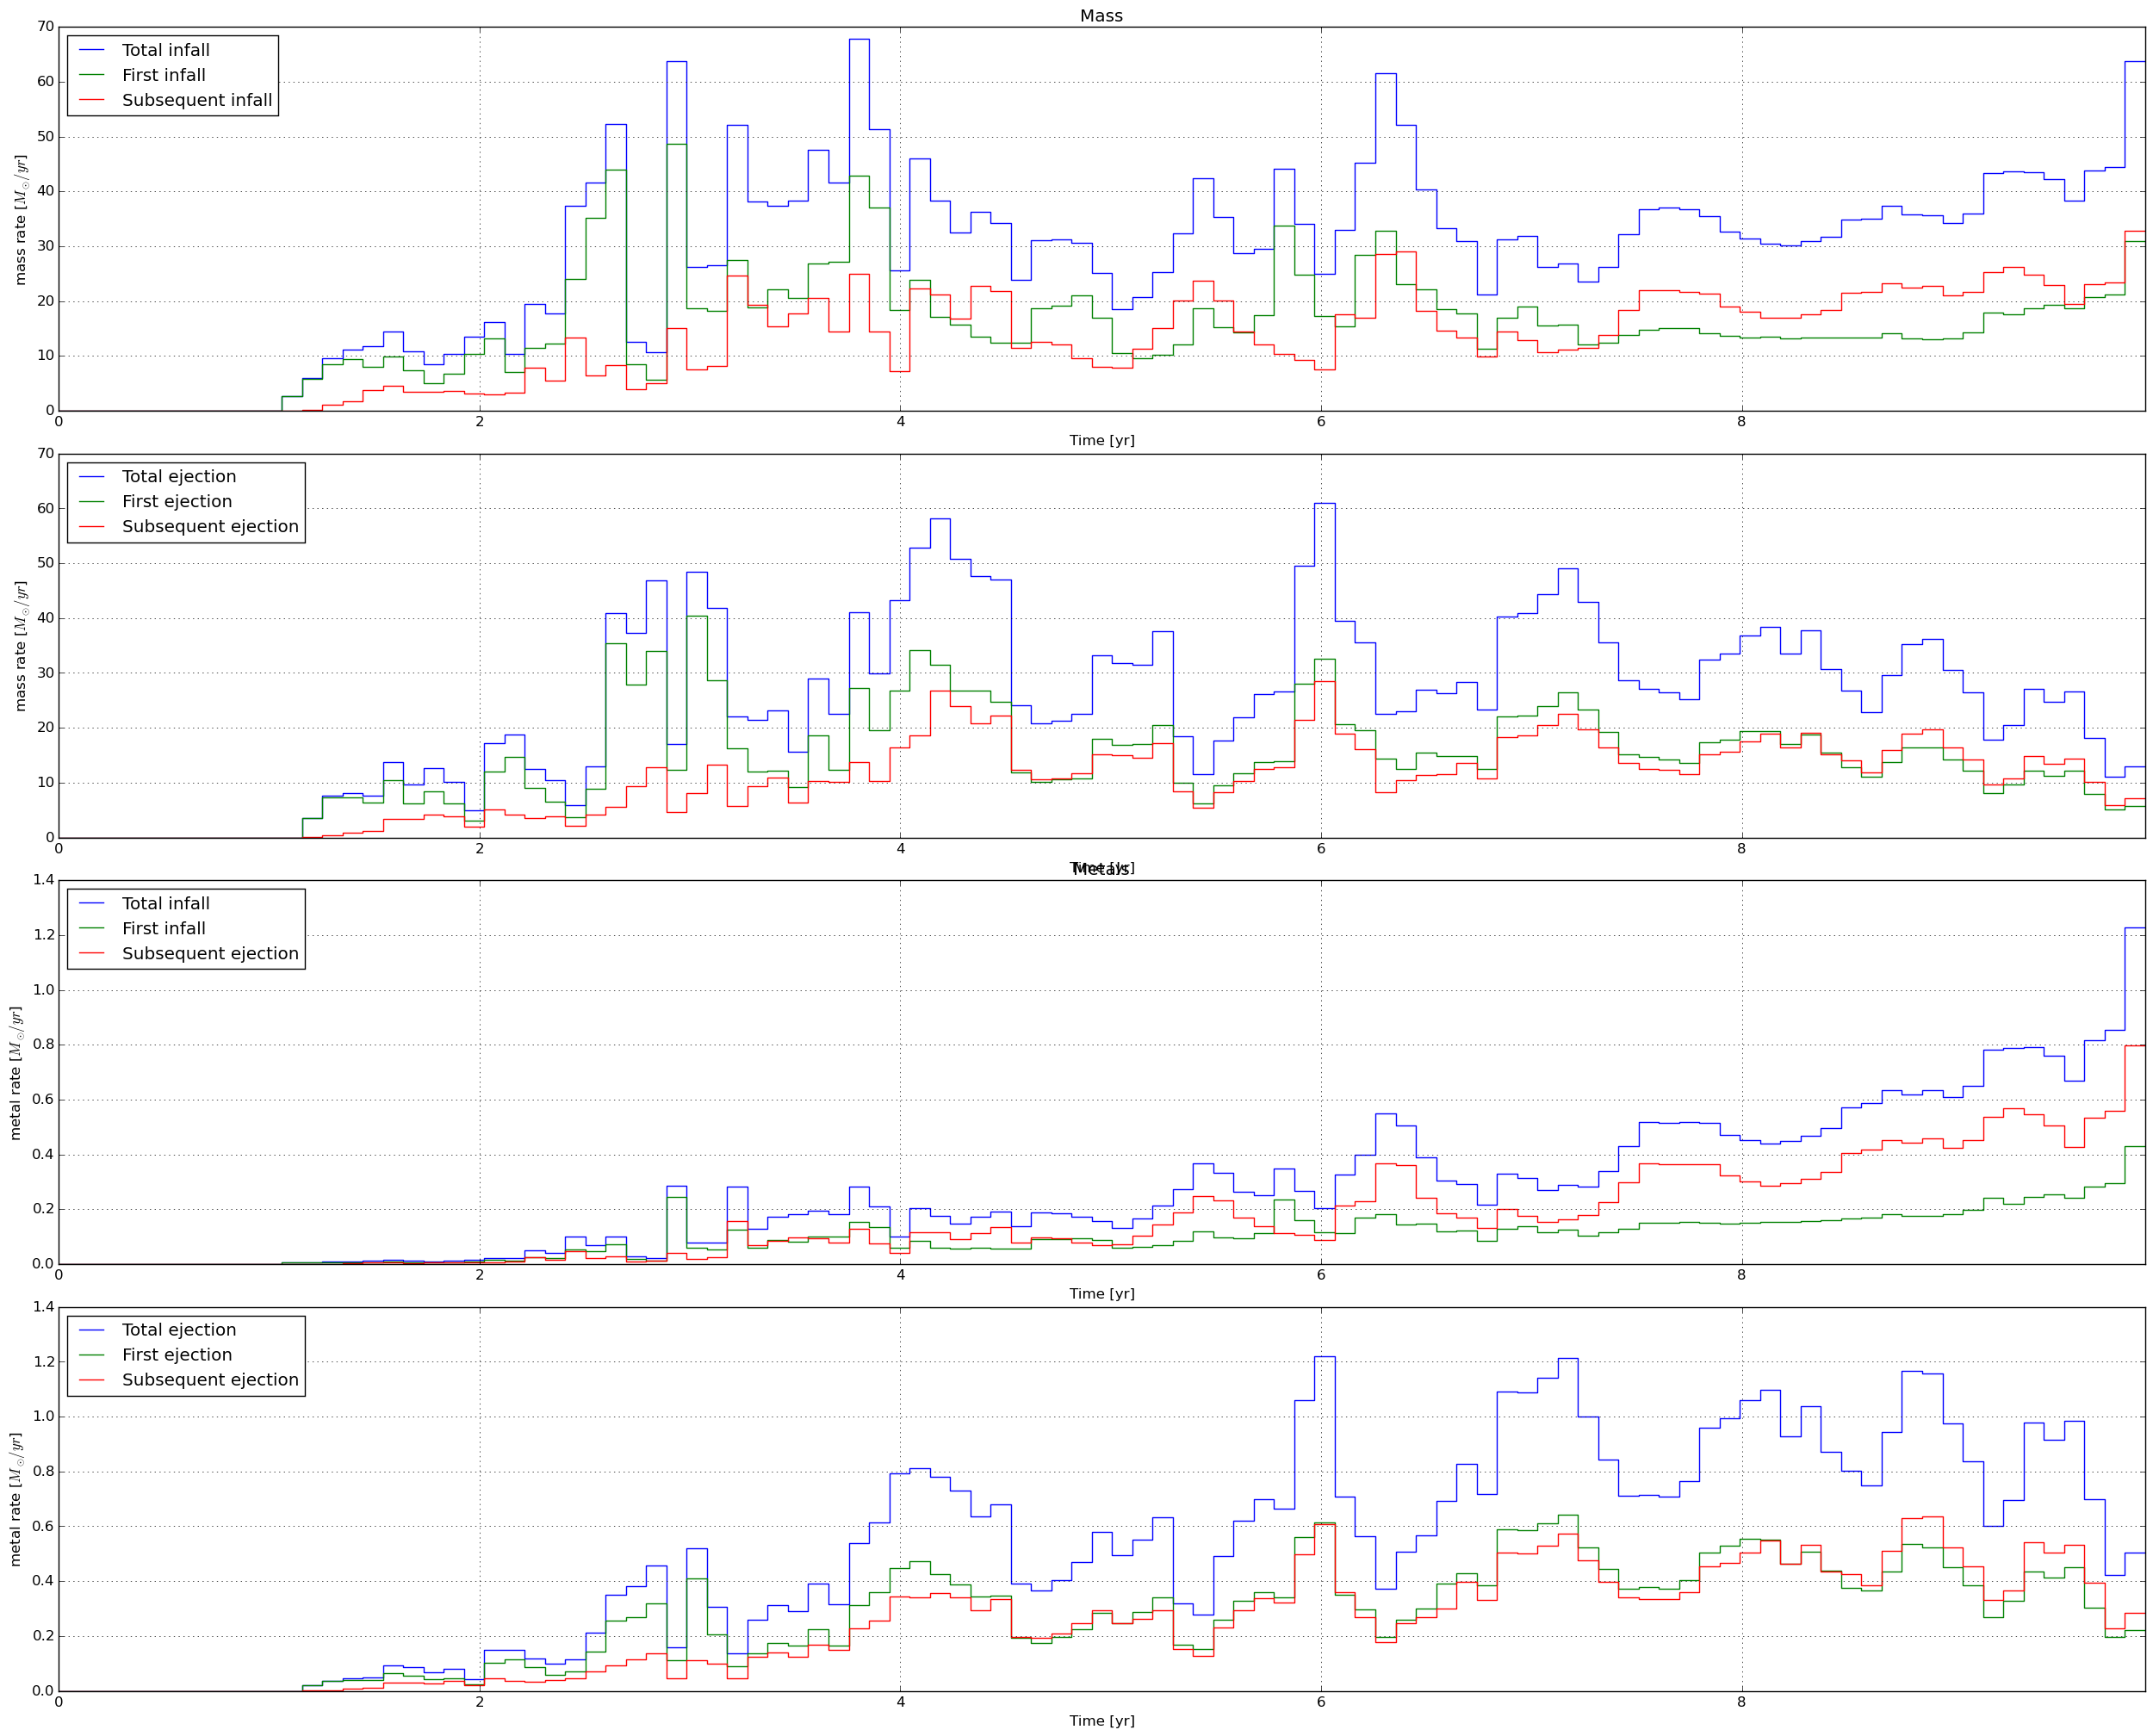 Mass
70
60
50
40
30
20
10
0
mass rate [M⊙/yr]
Total infall
First infall
Subsequent infall
0 2 4 6 8
Time [yr]
70
60
50
40
30
20
10
0
mass rate [M⊙/yr]
Total ejection
First ejection
Subsequent ejection
0 2 4 6 8
Time [yr]
Metals
1.4
1.2
1.0
0.8
0.6
0.4
0.2
0.0
metal rate [M⊙/yr]
Total infall
First infall
Subsequent ejection
0 2 4 6 8
Time [yr]
1.4
1.2
1.0
0.8
0.6
0.4
0.2
0.0
metal rate [M⊙/yr]
Total ejection
First ejection
Subsequent ejection
0 2 4 6 8
Time [yr]